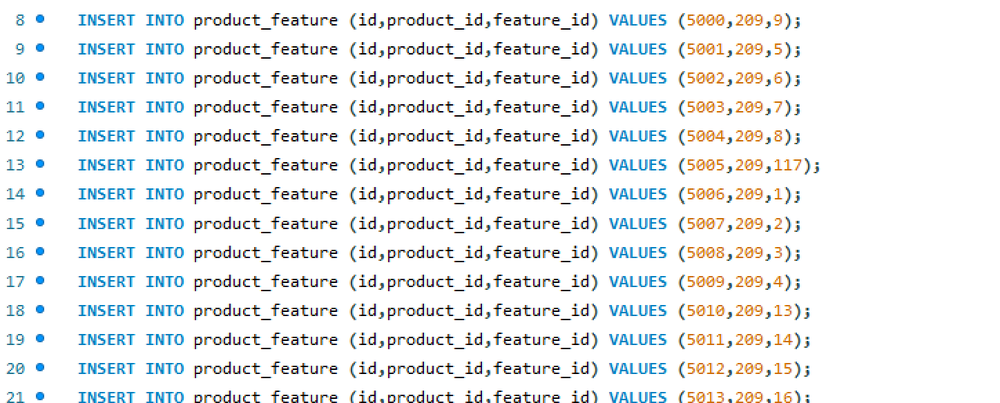 8 INSERT INTO product_feature (id,product_id,feature_id) VALUES (5000,209,9);
9 INSERT INTO product_feature (id,product_id,feature_id) VALUES (5001,209,5);
10 INSERT INTO product_feature (id,product_id,feature_id) VALUES (5002,209,6);
11 INSERT INTO product_feature (id,product_id,feature_id) VALUES (5003,209,7);
12 INSERT INTO product_feature (id,product_id,feature_id) VALUES (5004,209,8);
13 INSERT INTO product_feature (id,product_id,feature_id) VALUES (5005,209,117);
14 INSERT INTO product_feature (id,product_id,feature_id) VALUES (5006,209,1);
15 INSERT INTO product_feature (id,product_id,feature_id) VALUES (5007,209,2);
16 INSERT INTO product_feature (id,product_id,feature_id) VALUES (5008,209,3);
17 INSERT INTO product_feature (id,product_id,feature_id) VALUES (5009,209,4);
18 INSERT INTO product_feature (id,product_id,feature_id) VALUES (5010,209,13);
19 INSERT INTO product_feature (id,product_id,feature_id) VALUES (5011,209,14);
20 INSERT INTO product_feature (id,product_id,feature_id) VALUES (5012,209,15);
21 INSERT INTO product_feature (id,product_id,feature_id) VALUES (5013,209,16);